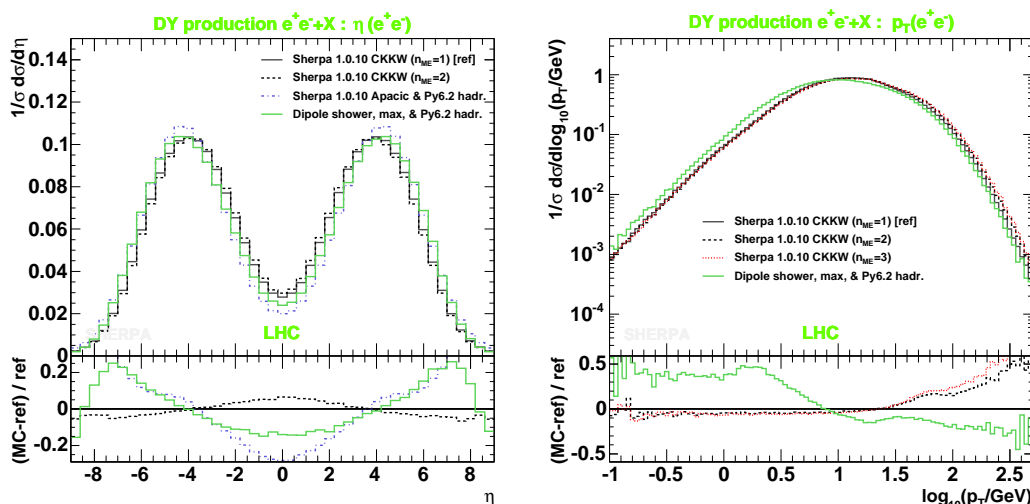 DY production e⁺e⁻+X : η (e⁺e⁻)
1/σ dσ/dη
0.14
0.12
0.1
0.08
0.06
0.04
0.02
0
Sherpa 1.0.10 CKKW (n_ME=1) [ref]
Sherpa 1.0.10 CKKW (n_ME=2)
Sherpa 1.0.10 Apacic & Py6.2 hadr.
Dipole shower, max, & Py6.2 hadr.
SHERPA
LHC
(MC-ref) / ref
0.2
0
-0.2
-8 -6 -4 -2 0 2 4 6 8
η
DY production e⁺e⁻+X : p_T(e⁺e⁻)
1/σ dσ/dlog₁₀(p_T/GeV)
1
10⁻¹
10⁻²
10⁻³
10⁻⁴
Sherpa 1.0.10 CKKW (n_ME=1) [ref]
Sherpa 1.0.10 CKKW (n_ME=2)
Sherpa 1.0.10 CKKW (n_ME=3)
Dipole shower, max, & Py6.2 hadr.
SHERPA
LHC
(MC-ref) / ref
0.5
0
-0.5
-1 -0.5 0 0.5 1 1.5 2 2.5
log₁₀(p_T/GeV)